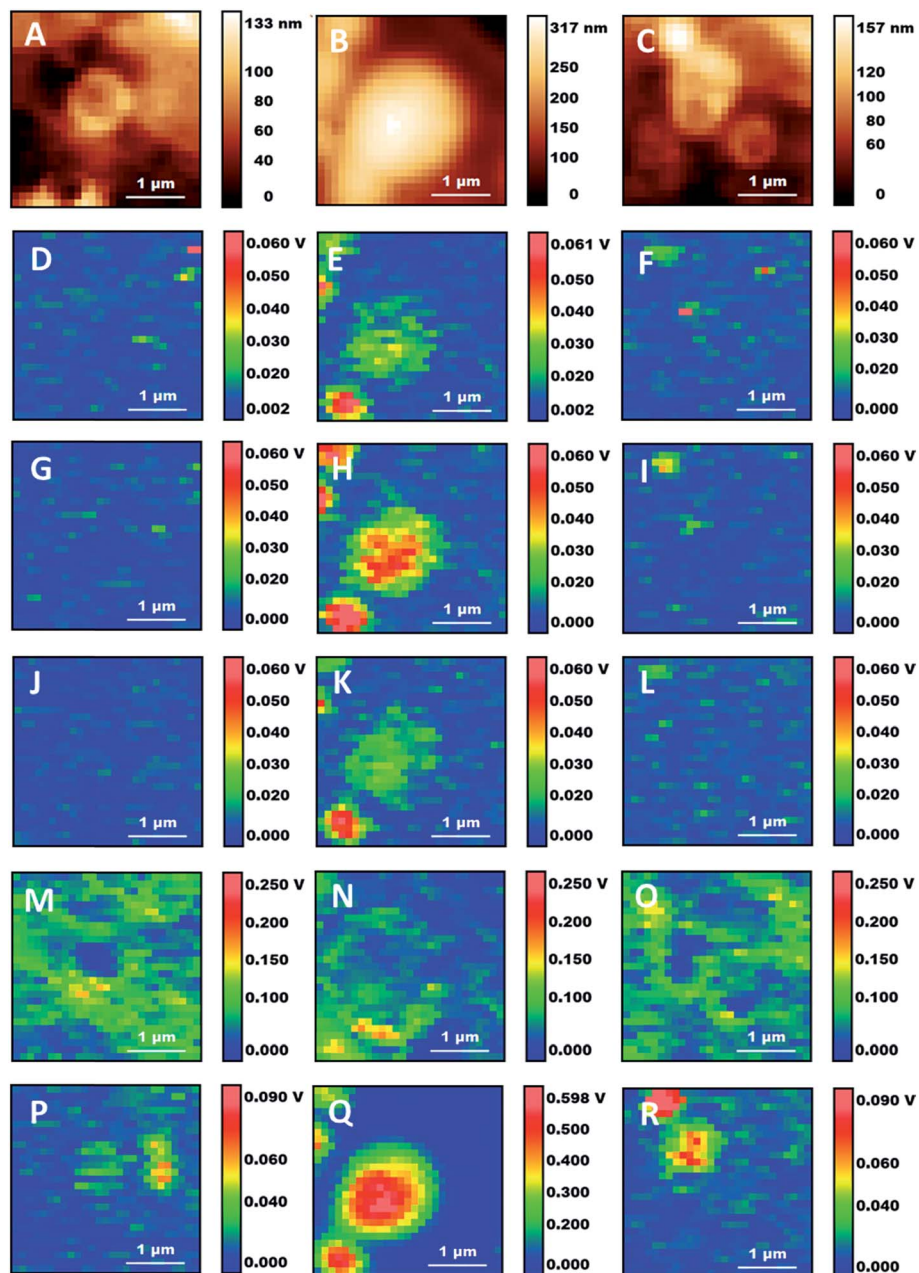 A
1 µm
133 nm
100
80
60
40
0
B
1 µm
317 nm
250
200
150
100
0
C
1 µm
157 nm
120
80
60
0
D
1 µm
0.060 V
0.050
0.040
0.030
0.020
0.002
E
1 µm
0.061 V
0.050
0.040
0.030
0.020
0.002
F
1 µm
0.060 V
0.050
0.040
0.030
0.020
0.000
G
1 µm
0.060 V
0.050
0.040
0.030
0.020
0.000
H
1 µm
0.060 V
0.050
0.040
0.030
0.020
0.000
I
1 µm
0.060 V
0.050
0.040
0.030
0.020
0.000
J
1 µm
0.060 V
0.050
0.040
0.030
0.020
0.000
K
1 µm
0.060 V
0.050
0.040
0.030
0.020
0.000
L
1 µm
0.060 V
0.050
0.040
0.030
0.020
0.000
M
1 µm
0.250 V
0.200
0.150
0.100
0.000
N
1 µm
0.250 V
0.200
0.150
0.100
0.000
O
1 µm
0.250 V
0.200
0.150
0.100
0.000
P
1 µm
0.090 V
0.060
0.040
0.000
Q
1 µm
0.598 V
0.500
0.400
0.300
0.200
0.000
R
1 µm
0.090 V
0.060
0.040
0.000